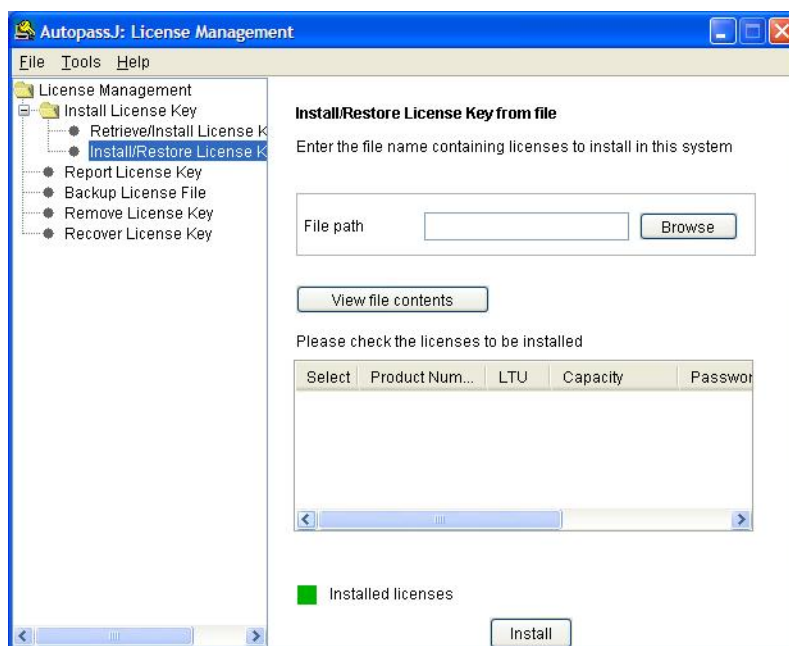 AutopassJ: License Management
File Tools Help
License Management
Install License Key
Retrieve/Install License K
Install/Restore License K
Report License Key
Backup License File
Remove License Key
Recover License Key
Install/Restore License Key from file
Enter the file name containing licenses to install in this system
File path Browse
View file contents
Please check the licenses to be installed
Select Product Num... LTU Capacity Passwor
Installed licenses
Install